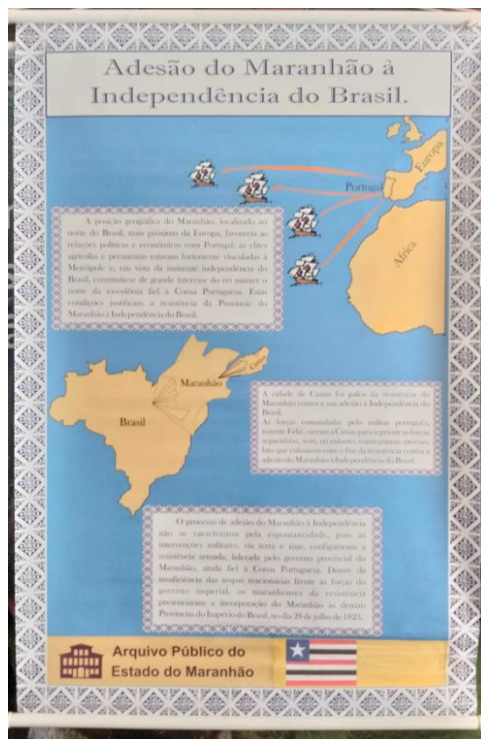 Adesão do Maranhão à
Independência do Brasil.
Europa
Portugal
África
A posição geográfica do Maranhão, localizado ao
norte do Brasil, mais próximo da Europa, favorecia as
relações políticas e econômicas com Portugal; as elites
agrícolas e pecuaristas estavam fortemente vinculadas à
Metrópole e, em vista da iminente independência do
Brasil, constituía-se de grande interesse do rei manter o
norte da ex-colônia fiel à Coroa Portuguesa. Estas
condições justificam a resistência da Província do
Maranhão à Independência do Brasil.
Caxias
Maranhão
Brasil
A cidade de Caxias foi palco da resistência do
Maranhão contra a sua adesão à Independência do
Brasil.
As forças comandadas pelo militar português,
Fidié, vieram a Caxias para reprimir as forças
separatistas, sem, no entanto, conseguirem sucesso,
fato que culminou com o fim da resistência contra a
adesão do Maranhão à Independência do Brasil.
O processo de adesão do Maranhão à Independência
não se caracterizou pela espontaneidade, pois as
intervenções militares, via terra e mar, configuraram a
resistência armada, liderada pelo governo provincial do
Maranhão, ainda fiel à Coroa Portuguesa. Diante da
insuficiência das tropas reacionárias frente às forças do
governo imperial, os maranhenses da resistência
presenciaram a incorporação do Maranhão às demais
Províncias do Império do Brasil, no dia 28 de julho de 1823.
Arquivo Público do
Estado do Maranhão